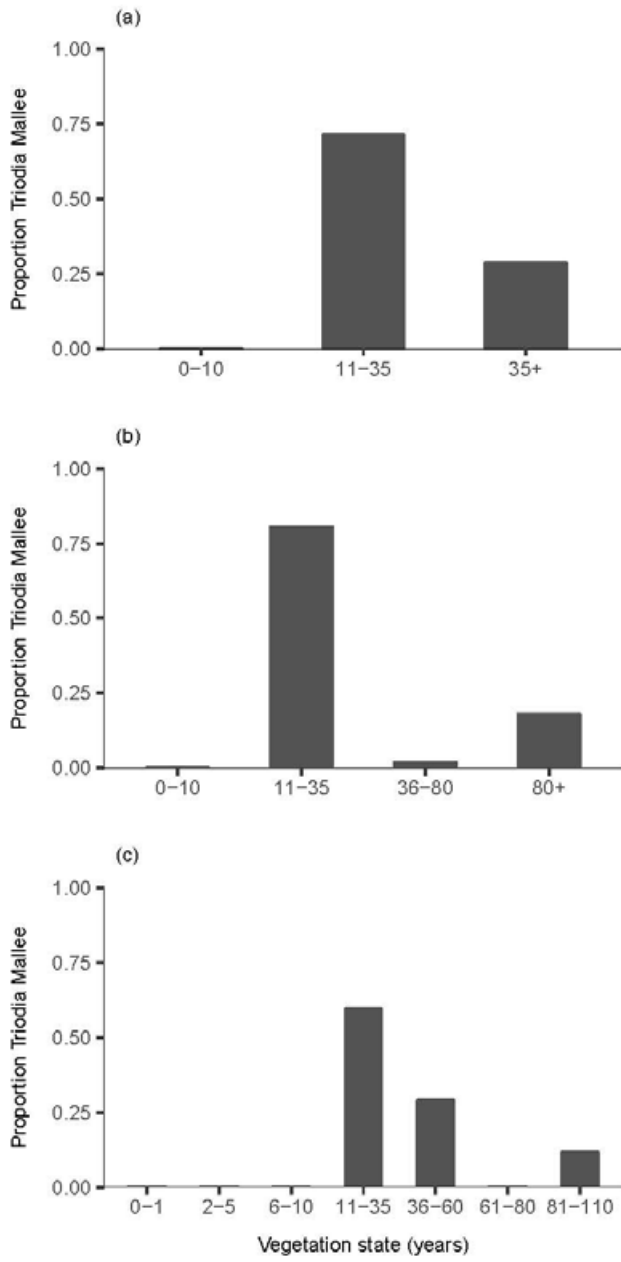 (a)
Proportion Triodia Mallee
1.00
0.75
0.50
0.25
0.00
0−10 11−35 35+
(b)
Proportion Triodia Mallee
1.00
0.75
0.50
0.25
0.00
0−10 11−35 36−80 80+
(c)
Proportion Triodia Mallee
1.00
0.75
0.50
0.25
0.00
0−1 2−5 6−10 11−35 36−60 61−80 81−110
Vegetation state (years)